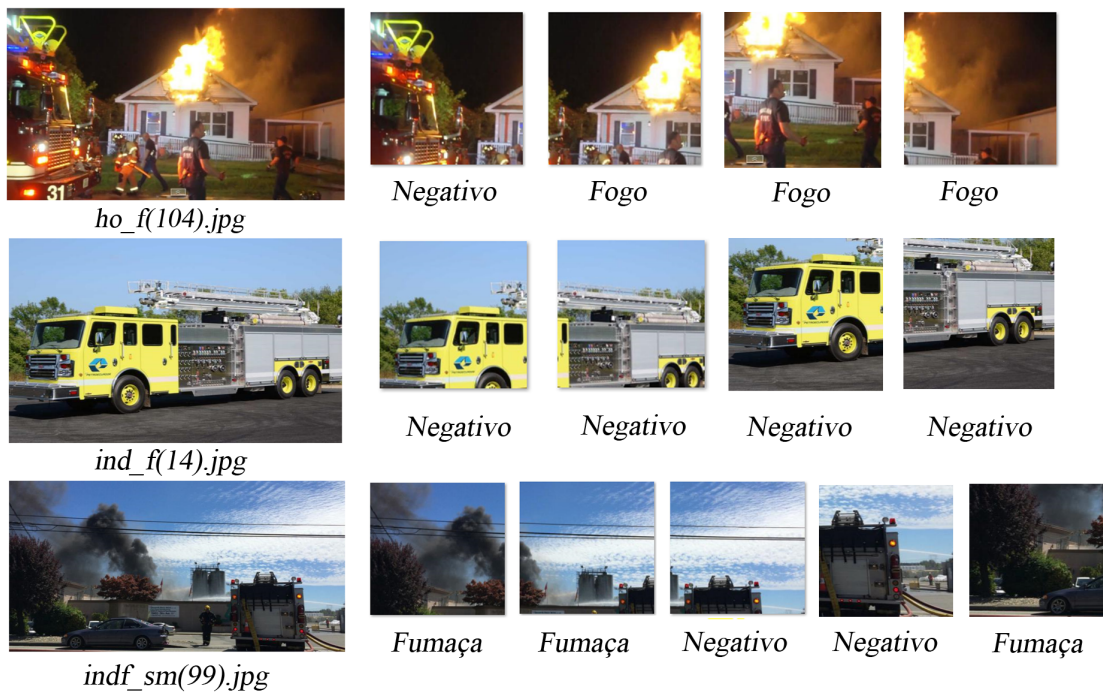 31
Negativo Fogo Fogo Fogo
ho_f(104).jpg
Negativo Negativo Negativo Negativo
ind_f(14).jpg
Fumaça Fumaça Negativo Negativo Fumaça
indf_sm(99).jpg